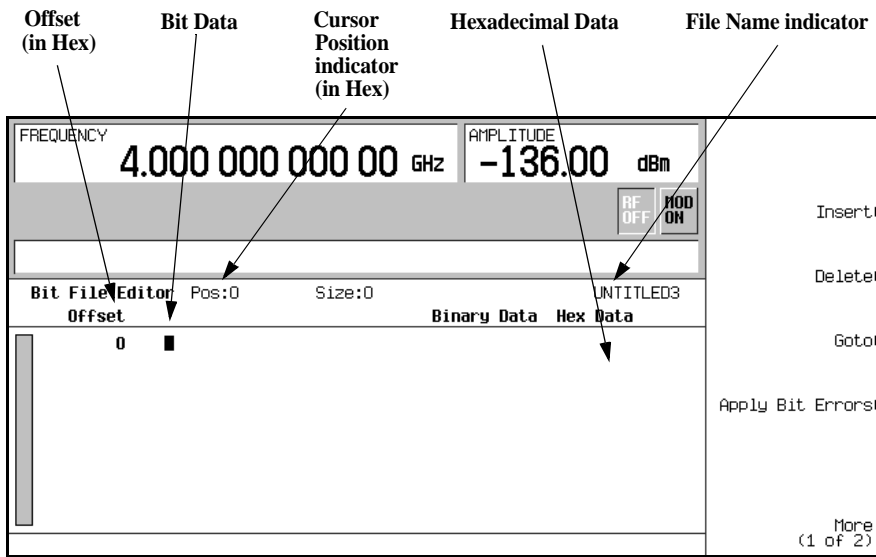 Offset
(in Hex)
Bit Data
Cursor
Position
indicator
(in Hex)
Hexadecimal Data
File Name indicator
FREQUENCY
4.000 000 000 00 GHz
AMPLITUDE
-136.00 dBm
RF
OFF
MOD
ON
Insert
Delete
Goto
Apply Bit Errors
More
(1 of 2)
Bit File Editor Pos:0 Size:0 UNTITLED3
Offset Binary Data Hex Data
0